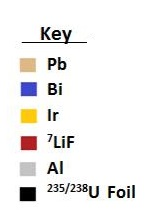 Key
Pb
Bi
Ir
⁷LiF
Al
²³⁵/²³⁸U Foil